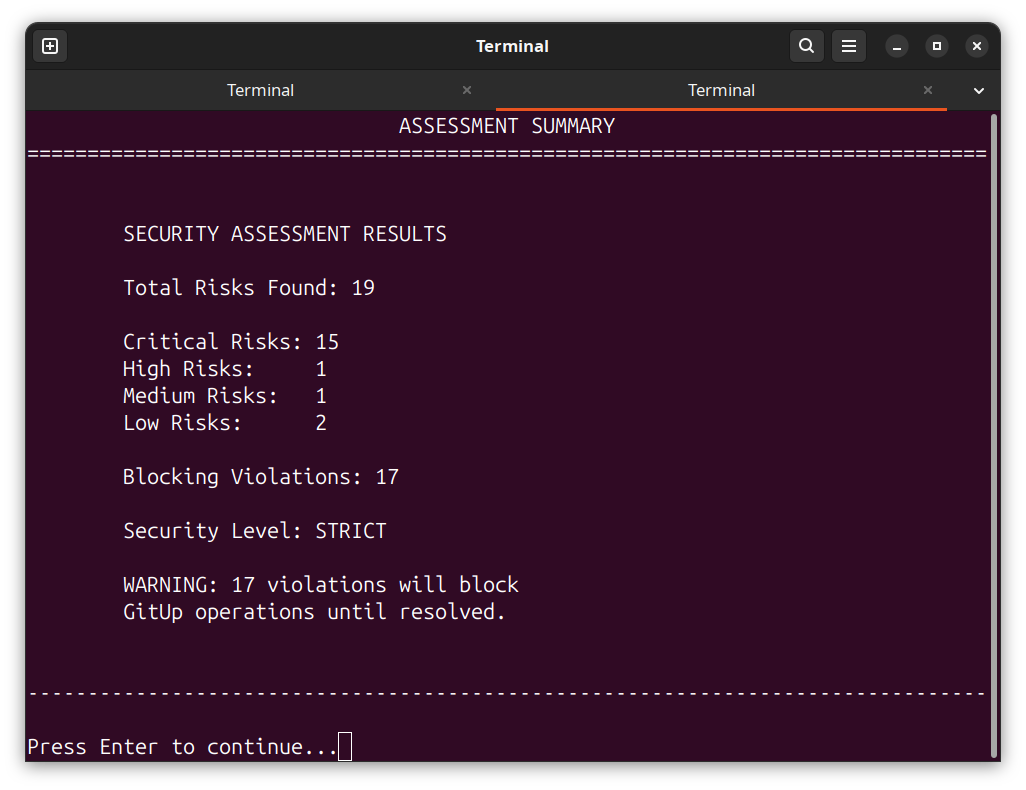 Terminal
Terminal
Terminal
ASSESSMENT SUMMARY
================================================================================
SECURITY ASSESSMENT RESULTS
Total Risks Found: 19
Critical Risks: 15
High Risks: 1
Medium Risks: 1
Low Risks: 2
Blocking Violations: 17
Security Level: STRICT
WARNING: 17 violations will block
GitUp operations until resolved.
--------------------------------------------------------------------------------
Press Enter to continue...